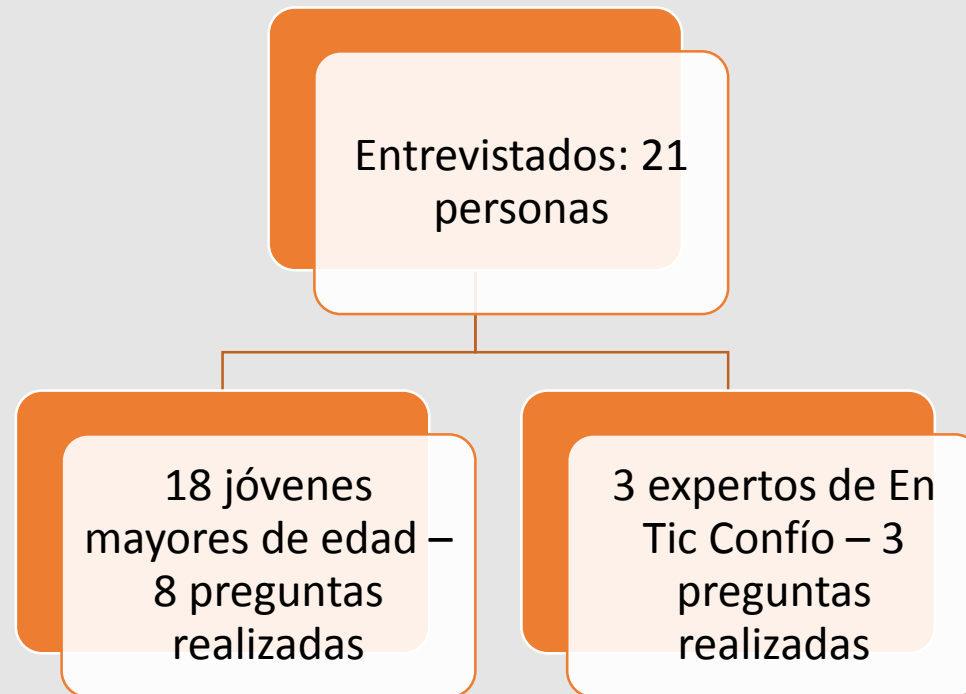 Entrevistados: 21
personas
18 jóvenes
mayores de edad –
8 preguntas
realizadas
3 expertos de En
Tic Confío – 3
preguntas
realizadas